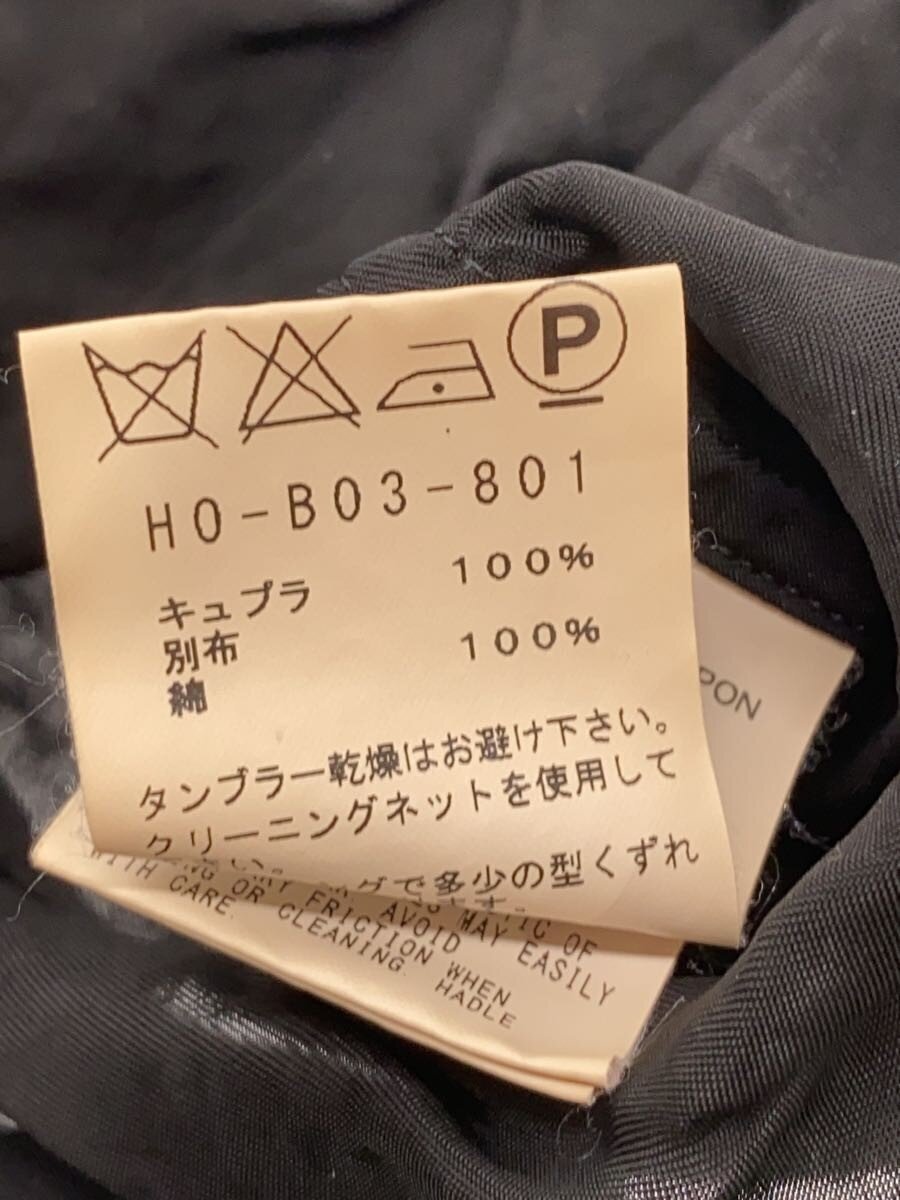 P
HO-B03-801
キュプラ 100%
別布
綿 100%
タンブラー乾燥はお避け下さい。
クリーニングネットを使用して
で多少の型くずれ
OF
MAY EASILY
OR FRICTION WHEN
AVOID HADLE
WITH CARE.
CLEANING.
PON